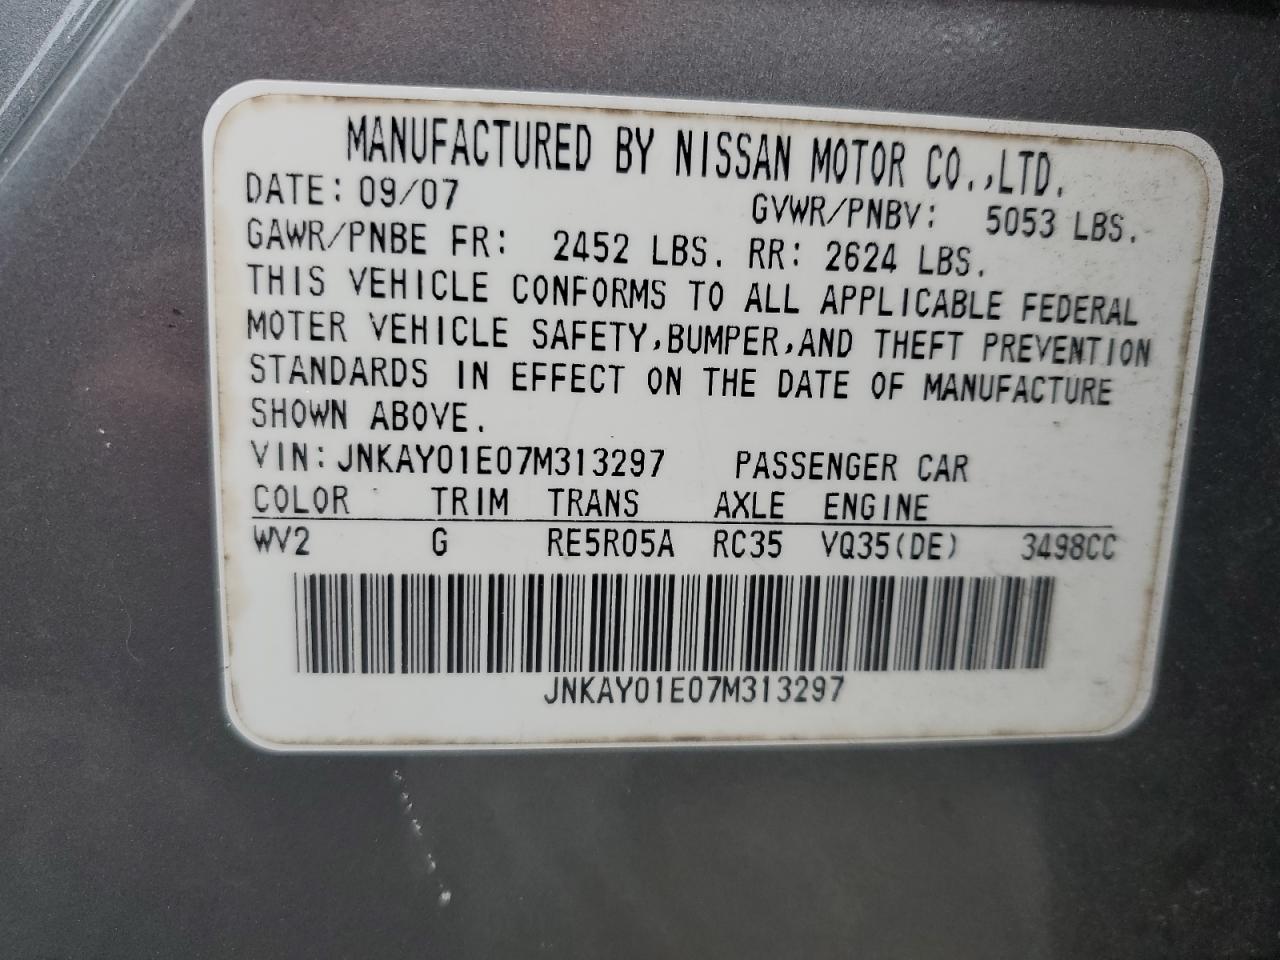 MANUFACTURED BY NISSAN MOTOR CO.,LTD.
DATE: 09/07 GVWR/PNBV: 5053 LBS.
GAWR/PNBE FR: 2452 LBS. RR: 2624 LBS.
THIS VEHICLE CONFORMS TO ALL APPLICABLE FEDERAL
MOTER VEHICLE SAFETY,BUMPER,AND THEFT PREVENTION
STANDARDS IN EFFECT ON THE DATE OF MANUFACTURE
SHOWN ABOVE.
VIN: JNKAY01E07M313297 PASSENGER CAR
COLOR TRIM TRANS AXLE ENGINE
WV2 G RE5R05A RC35 VQ35(DE) 3498CC
JNKAY01E07M313297